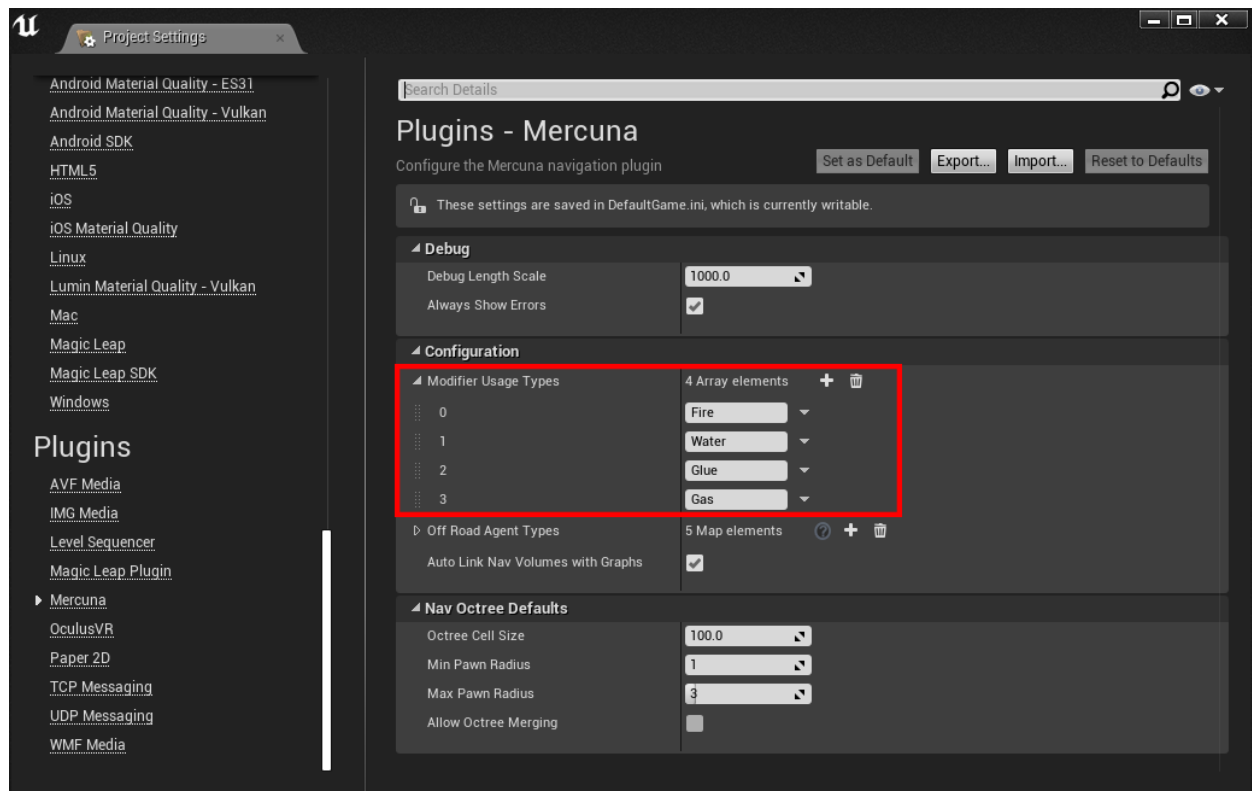 Project Settings
Android Material Quality - ES31
Android Material Quality - Vulkan
Android SDK
HTML5
iOS
iOS Material Quality
Linux
Lumin Material Quality - Vulkan
Mac
Magic Leap
Magic Leap SDK
Windows
Plugins
AVF Media
IMG Media
Level Sequencer
Magic Leap Plugin
Mercuna
OculusVR
Paper 2D
TCP Messaging
UDP Messaging
WMF Media
Search Details
Plugins - Mercuna
Configure the Mercuna navigation plugin
Set as Default Export... Import... Reset to Defaults
These settings are saved in DefaultGame.ini, which is currently writable.
Debug
Debug Length Scale 1000.0
Always Show Errors
Configuration
Modifier Usage Types 4 Array elements
0 Fire
1 Water
2 Glue
3 Gas
Off Road Agent Types 5 Map elements
Auto Link Nav Volumes with Graphs
Nav Octree Defaults
Octree Cell Size 100.0
Min Pawn Radius 1
Max Pawn Radius 3
Allow Octree Merging